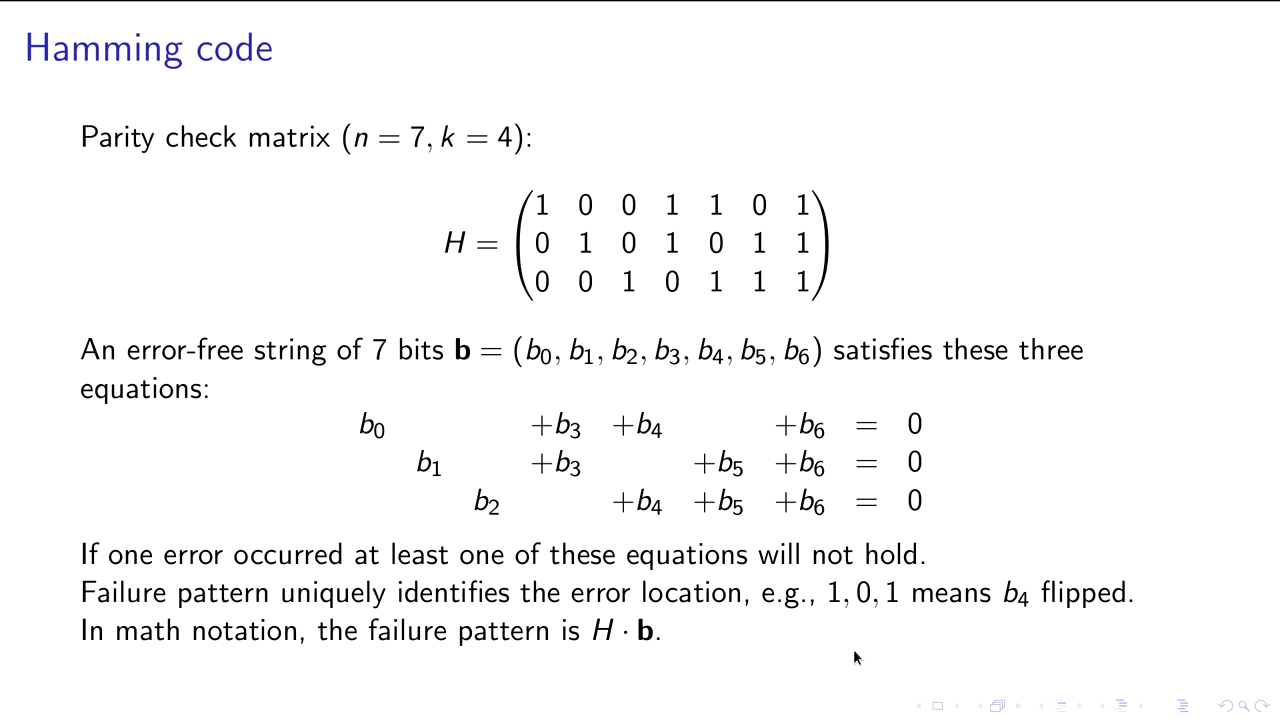 Hamming code
Parity check matrix (n = 7, k = 4):
H = (1 0 0 1 1 0 1
0 1 0 1 0 1 1
0 0 1 0 1 1 1)
An error-free string of 7 bits b = (b₀, b₁, b₂, b₃, b₄, b₅, b₆) satisfies these three
equations:
b₀ +b₃ +b₄ +b₆ = 0
b₁ +b₃ +b₅ +b₆ = 0
b₂ +b₄ +b₅ +b₆ = 0
If one error occurred at least one of these equations will not hold.
Failure pattern uniquely identifies the error location, e.g., 1, 0, 1 means b₄ flipped.
In math notation, the failure pattern is H · b.